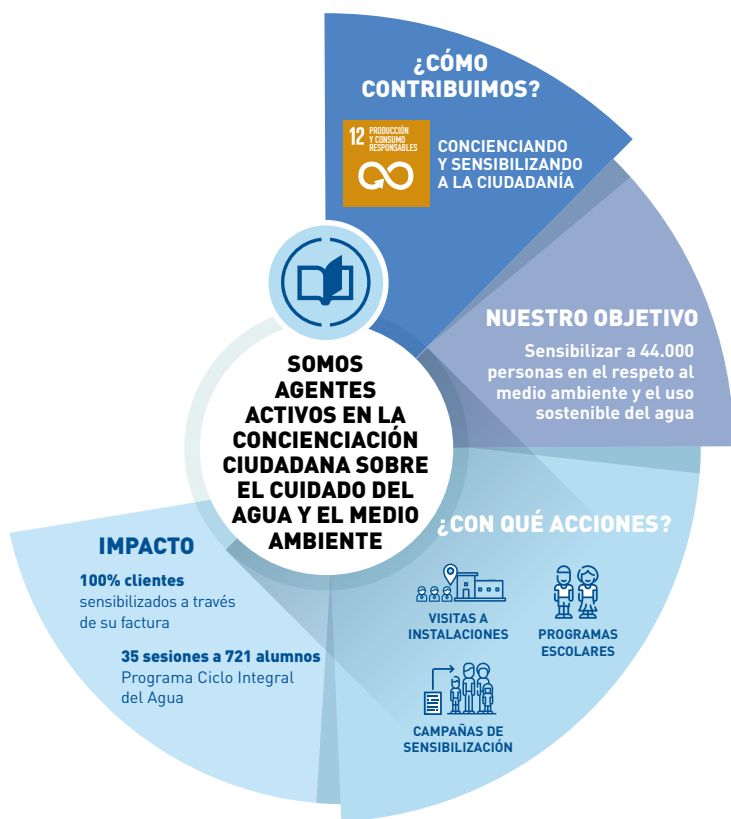 ¿CÓMO
CONTRIBUIMOS?
12 PRODUCCIÓN
Y CONSUMO
RESPONSABLES
CONCIENCIANDO
Y SENSIBILIZANDO
A LA CIUDADANÍA
NUESTRO OBJETIVO
Sensibilizar a 44.000
personas en el respeto al
medio ambiente y el uso
sostenible del agua
SOMOS
AGENTES
ACTIVOS EN LA
CONCIENCIACIÓN
CIUDADANA SOBRE
EL CUIDADO DEL
AGUA Y EL MEDIO
AMBIENTE
¿CON QUÉ ACCIONES?
VISITAS A
INSTALACIONES
PROGRAMAS
ESCOLARES
CAMPAÑAS DE
SENSIBILIZACIÓN
IMPACTO
100% clientes
sensibilizados a través
de su factura
35 sesiones a 721 alumnos
Programa Ciclo Integral
del Agua